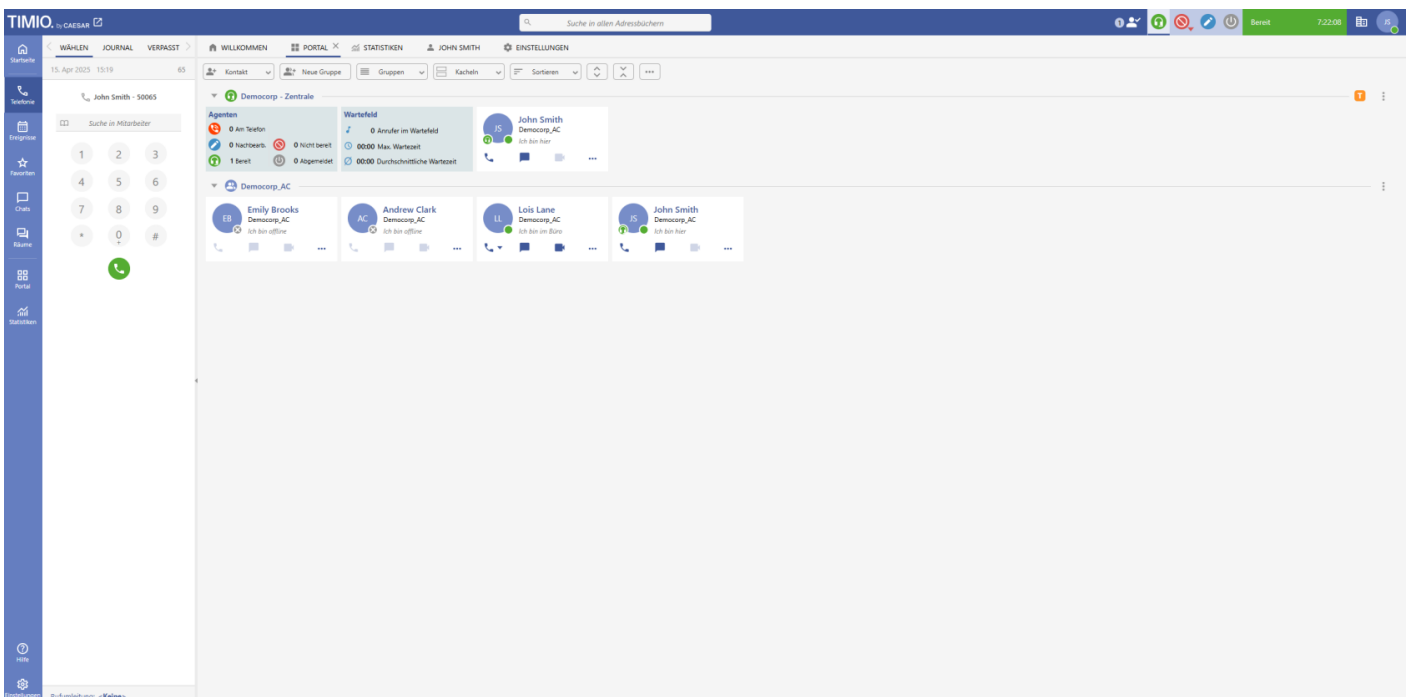 TIMIO. by CAESAR
Suche in allen Adressbüchern
1
Bereit
7:22:08
JS
Startseite
Telefonie
Ereignisse
Favoriten
Chats
Räume
Portal
Statistiken
Hilfe
Einstellungen
WÄHLEN JOURNAL VERPASST
15. Apr 2025 15:19 65
John Smith - 50065
Suche in Mitarbeiter
1 2 3
4 5 6
7 8 9
* 0 #
+
Rufumleitung: <Keine>
WILLKOMMEN PORTAL STATISTIKEN JOHN SMITH EINSTELLUNGEN
Kontakt Neue Gruppe Gruppen Kacheln Sortieren
Democorp - Zentrale
T
Agenten
0 Am Telefon
0 Nachbearb. 0 Nicht bereit
1 Bereit 0 Abgemeldet
Wartefeld
0 Anrufer im Wartefeld
00:00 Max. Wartezeit
00:00 Durchschnittliche Wartezeit
JS
John Smith
Democorp_AC
Ich bin hier
Democorp_AC
EB
Emily Brooks
Democorp_AC
Ich bin offline
AC
Andrew Clark
Democorp_AC
Ich bin offline
LL
Lois Lane
Democorp_AC
Ich bin im Büro
JS
John Smith
Democorp_AC
Ich bin hier